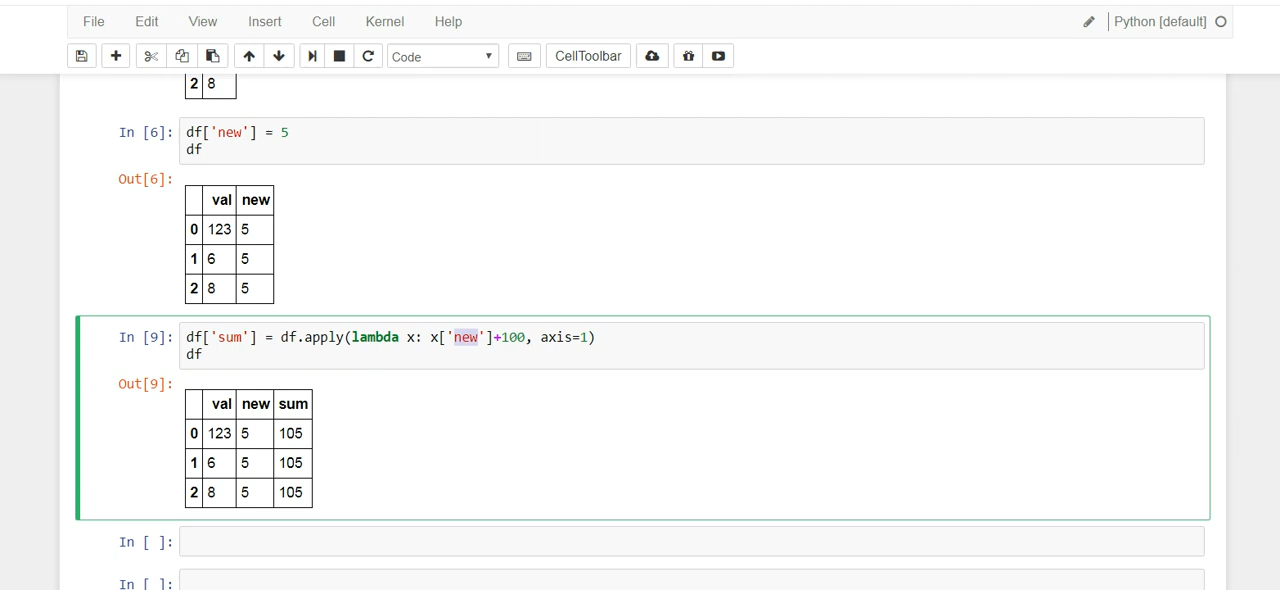 File Edit View Insert Cell Kernel Help Python [default]
Code CellToolbar
2 8
In [6]: df['new'] = 5
df
Out[6]:
val new
0 123 5
1 6 5
2 8 5
In [9]: df['sum'] = df.apply(lambda x: x['new']+100, axis=1)
df
Out[9]:
val new sum
0 123 5 105
1 6 5 105
2 8 5 105
In [ ]:
In [ ]: